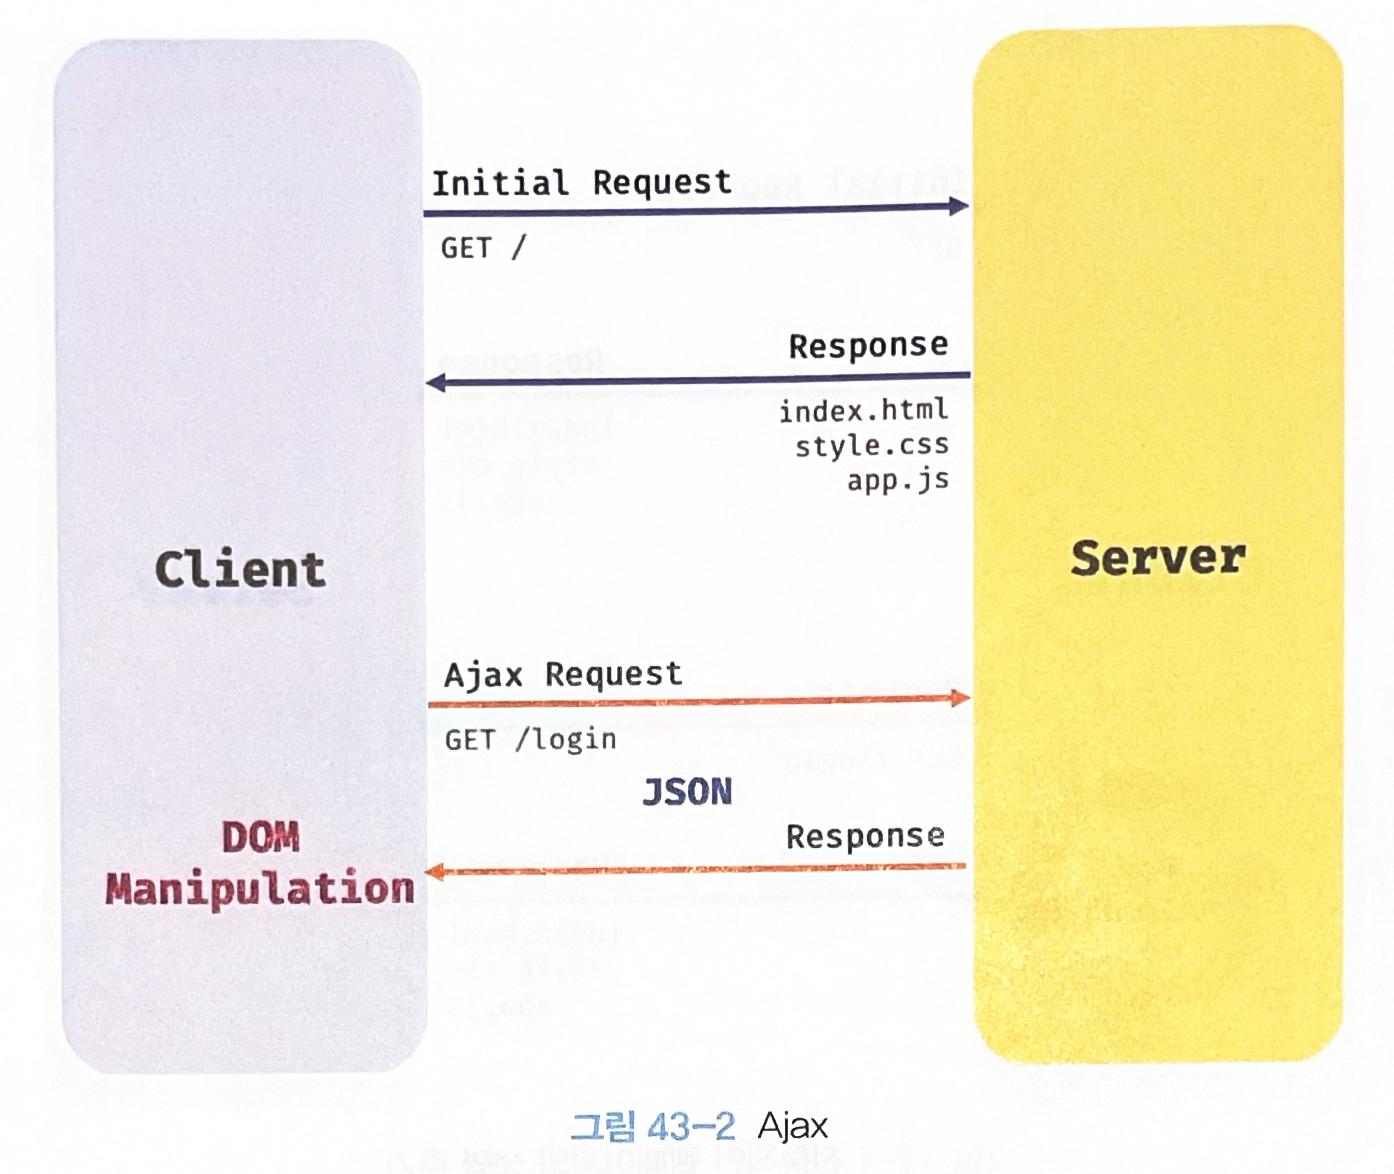 Initial Request
GET /
Response
index.html
style.css
app.js
Client
Server
Ajax Request
GET /login
JSON
Response
DOM
Manipulation
그림 43-2 Ajax